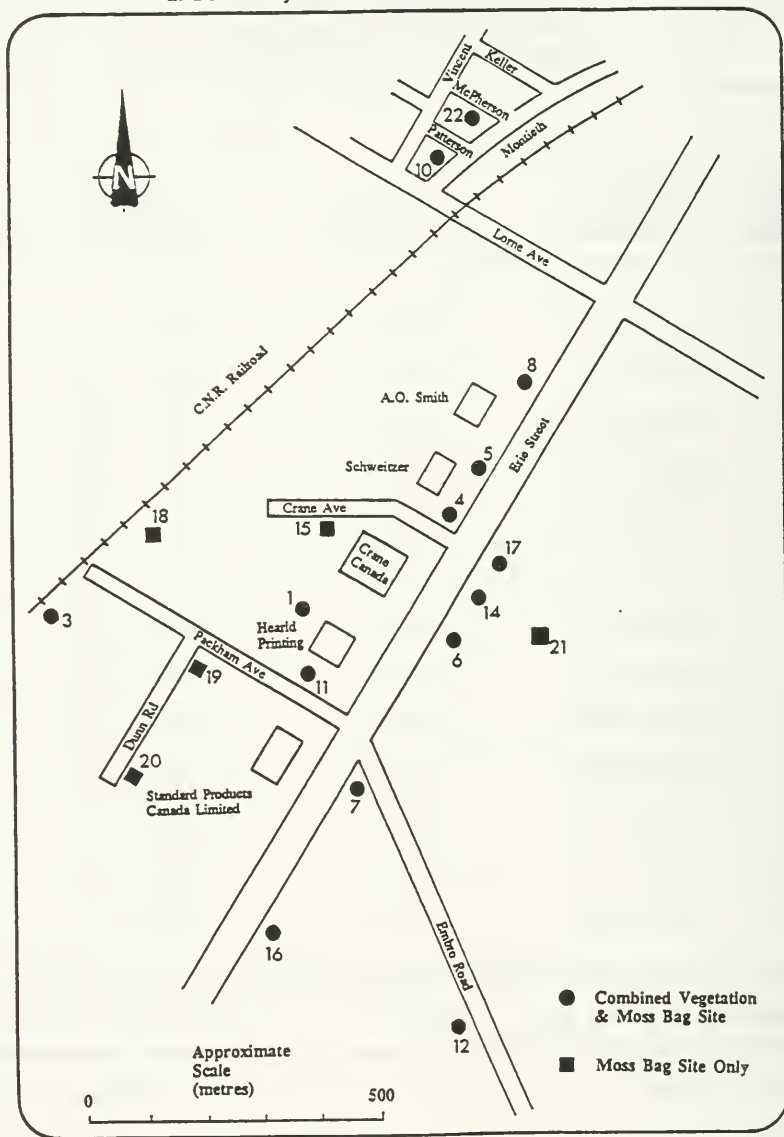 Vincent
Keller
McPherson
22
Patterson
10
Montieth
N
Lorne Ave
C.N.R. Railroad
8
A.O. Smith
Erie Street
5
Schweitzer
4
Crane Ave
18
15
17
Crane
Canada
14
1
3
Hearld
Printing
6
21
Packham Ave
11
19
Dunn Rd
20
Standard Products
Canada Limited
7
16
Embro Road
Combined Vegetation
& Moss Bag Site
12
Approximate
Scale
(metres)
Moss Bag Site Only
0
500